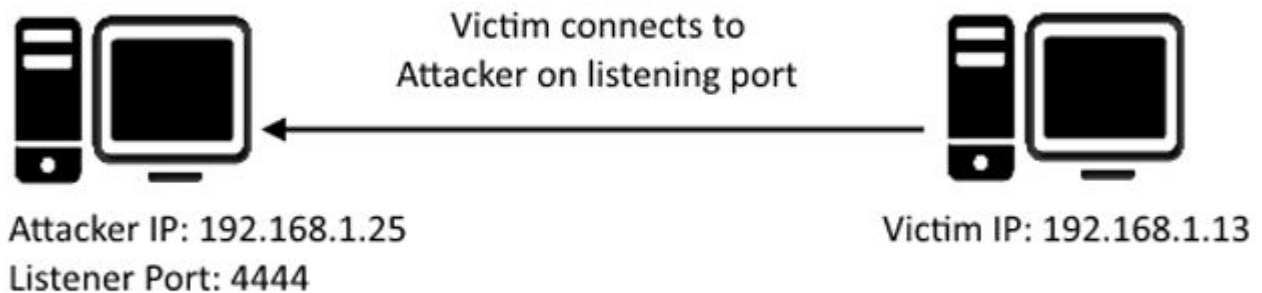 Victim connects to
Attacker on listening port
Attacker IP: 192.168.1.25
Listener Port: 4444
Victim IP: 192.168.1.13